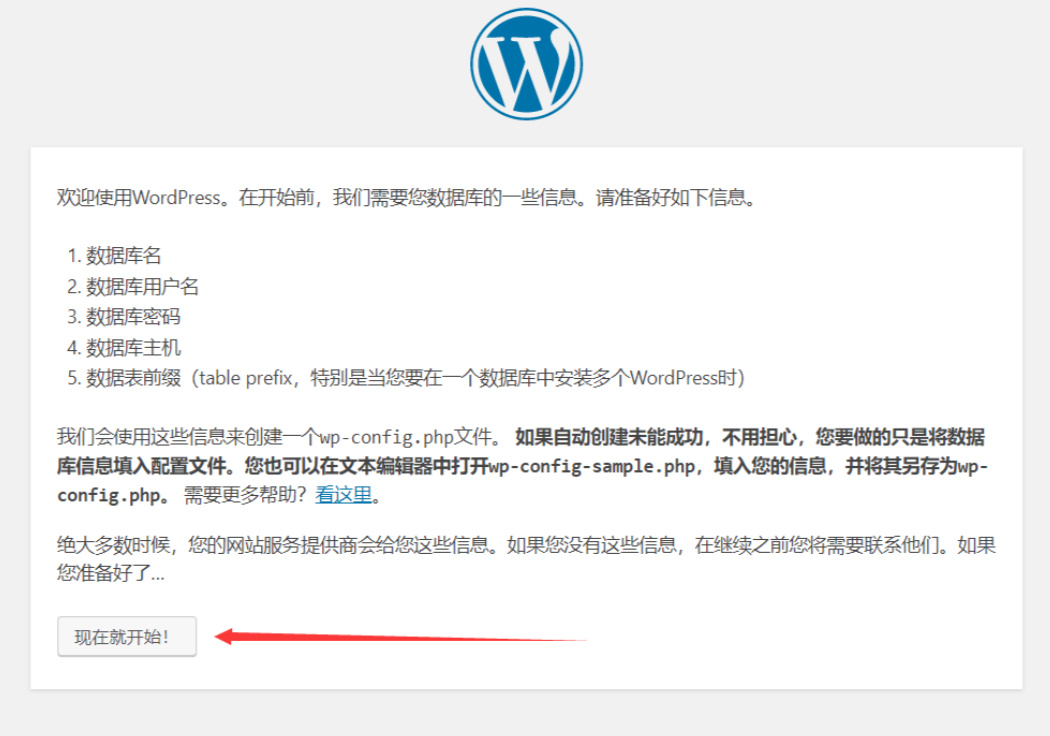 欢迎使用WordPress。在开始前，我们需要您数据库的一些信息。请准备好如下信息。
1. 数据库名
2. 数据库用户名
3. 数据库密码
4. 数据库主机
5. 数据表前缀（table prefix，特别是当您要在一个数据库中安装多个WordPress时）
我们会使用这些信息来创建一个wp-config.php文件。 如果自动创建未能成功，不用担心，您要做的只是将数据
库信息填入配置文件。您也可以在文本编辑器中打开wp-config-sample.php，填入您的信息，并将其另存为wp-
config.php。 需要更多帮助？看这里。
绝大多数时候，您的网站服务提供商会给您这些信息。如果您没有这些信息，在继续之前您将需要联系他们。如果
您准备好了...
现在就开始！